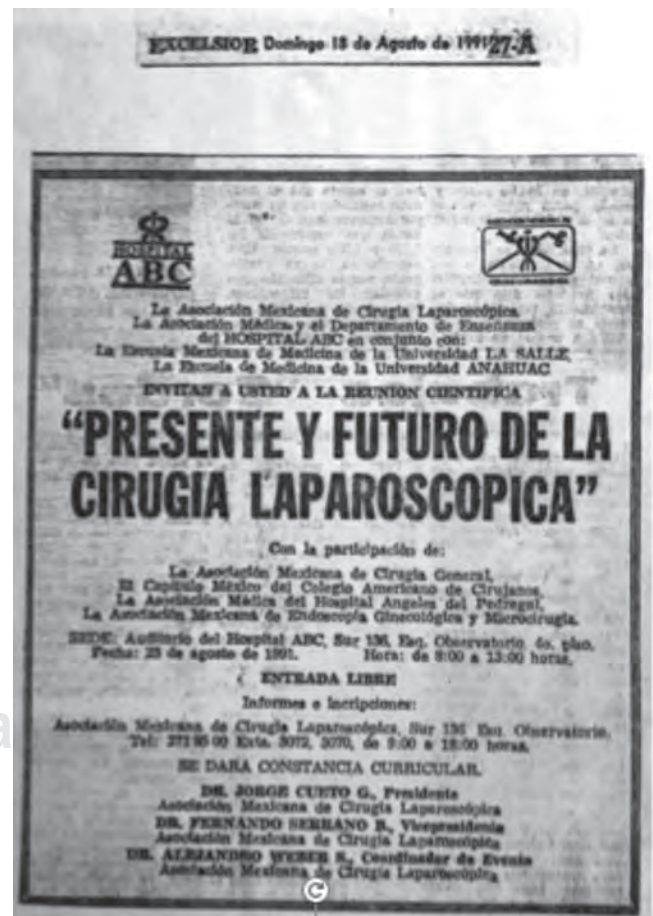 EXCELSIOR Domingo 18 de Agosto de 1991 27-A
HOSPITAL
ABC
La Asociación Mexicana de Cirugía Laparoscópica
La Asociación Médica y el Departamento de Enseñanza
del HOSPITAL ABC en conjunto con:
La Escuela Mexicana de Medicina de la Universidad LA SALLE
La Escuela de Medicina de la Universidad ANAHUAC
INVITAN A USTED A LA REUNION CIENTIFICA
“PRESENTE Y FUTURO DE LA
CIRUGIA LAPAROSCOPICA”
Con la participación de:
La Asociación Mexicana de Cirugía General,
El Capítulo México del Colegio Americano de Cirujanos,
La Asociación Médica del Hospital Angeles del Pedregal,
La Asociación Mexicana de Endoscopía Ginecológica y Microcirugía.
SEDE: Auditorio del Hospital ABC, Sur 136, Esq. Observatorio, 4o. piso.
Fecha: de agosto de 1991. Hora: de 8:00 a 13:00 horas.
ENTRADA LIBRE
Informes e incripciones:
Asociación Mexicana de Cirugía Laparoscópica, Sur 136 Esq. Observatorio.
Tel: Exts. 5072, 5070, de 9:00 a 18:00 horas.
SE DARA CONSTANCIA CURRICULAR.
DR. JORGE CUETO G., Presidente
Asociación Mexicana de Cirugía Laparoscópica
DR. FERNANDO SERRANO B., Vicepresidente
Asociación Mexicana de Cirugía Laparoscópica
DR. ALEJANDRO WEBER S., Coordinador de Evento
Asociación Mexicana de Cirugía Laparoscópica
C